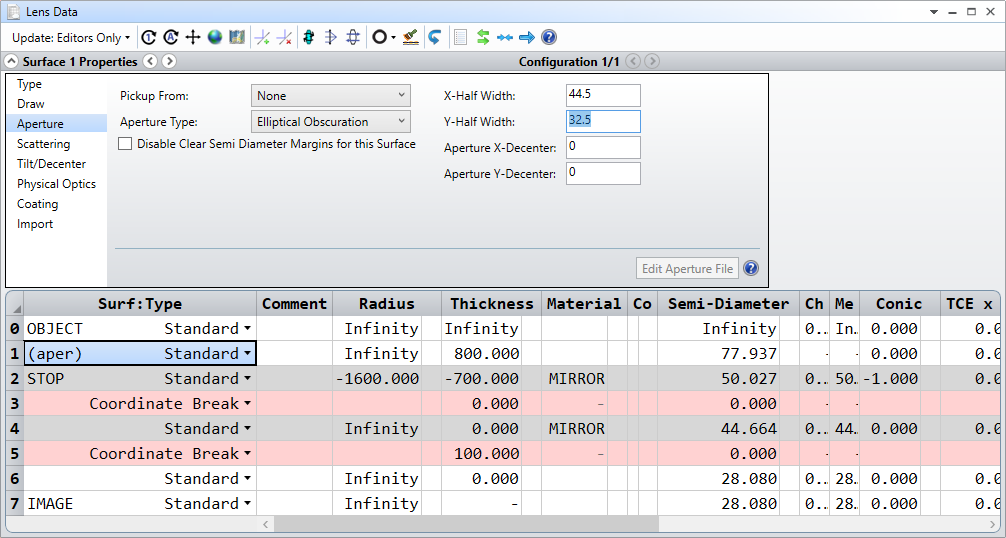 Lens Data
Update: Editors Only
Surface 1 Properties Configuration 1/1
Type
Draw
Aperture
Scattering
Tilt/Decenter
Physical Optics
Coating
Import
Pickup From: None
Aperture Type: Elliptical Obscuration
Disable Clear Semi Diameter Margins for this Surface
X-Half Width: 44.5
Y-Half Width: 32.5
Aperture X-Decenter: 0
Aperture Y-Decenter: 0
Edit Aperture File
Surf:Type Comment Radius Thickness Material Co Semi-Diameter Ch Me Conic TCE x
0 OBJECT Standard Infinity Infinity Infinity 0.. In.. 0.000 0.0
1 (aper) Standard Infinity 800.000 77.937 - - 0.000 0.0
2 STOP Standard -1600.000 -700.000 MIRROR 50.027 0.. 50.. -1.000 0.0
3 Coordinate Break 0.000 - 0.000 - -
4 Standard Infinity 0.000 MIRROR 44.664 0.. 44.. 0.000 0.0
5 Coordinate Break 100.000 - 0.000 - -
6 Standard Infinity 0.000 28.080 0.. 28.. 0.000 0.0
7 IMAGE Standard Infinity - 28.080 0.. 28.. 0.000 0.0